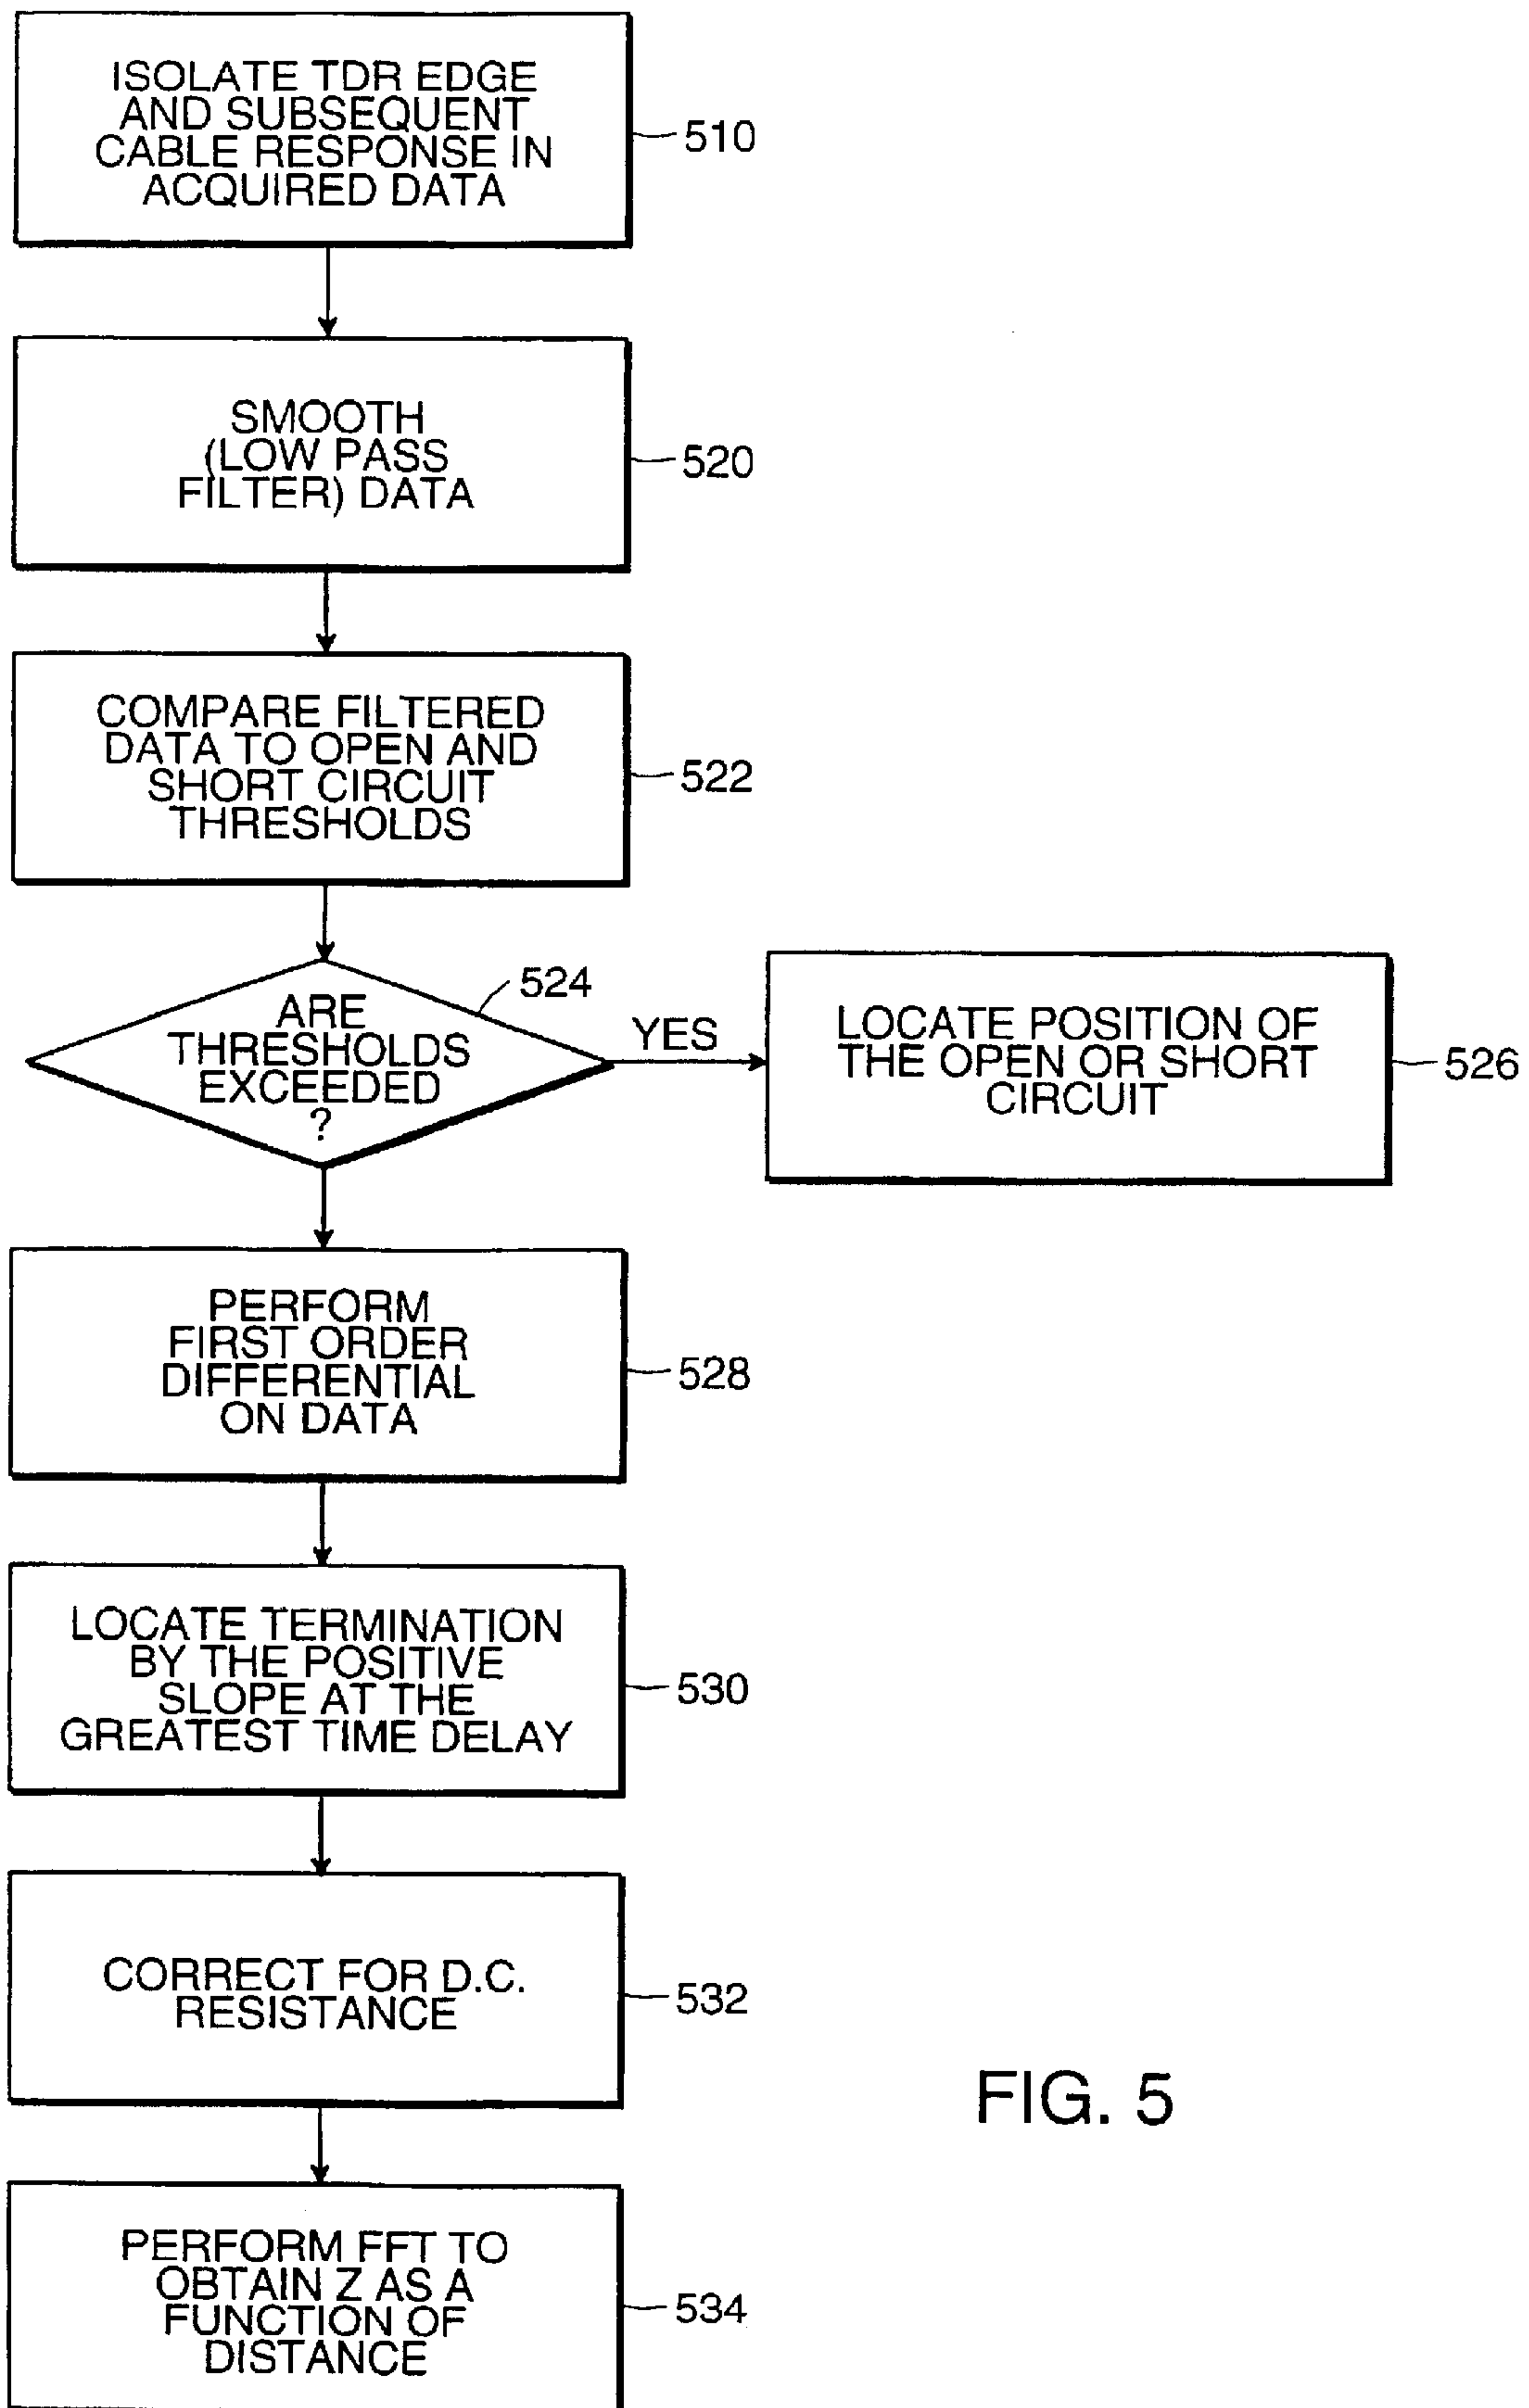 ISOLATE TDR EDGE
AND SUBSEQUENT
CABLE RESPONSE IN
ACQUIRED DATA
510
SMOOTH
(LOW PASS
FILTER) DATA
520
COMPARE FILTERED
DATA TO OPEN AND
SHORT CIRCUIT
THRESHOLDS
522
ARE
THRESHOLDS
EXCEEDED
?
524
YES
LOCATE POSITION OF
THE OPEN OR SHORT
CIRCUIT
526
PERFORM
FIRST ORDER
DIFFERENTIAL
ON DATA
528
LOCATE TERMINATION
BY THE POSITIVE
SLOPE AT THE
GREATEST TIME DELAY
530
CORRECT FOR D.C.
RESISTANCE
532
PERFORM FFT TO
OBTAIN Z AS A
FUNCTION OF
DISTANCE
534
FIG. 5